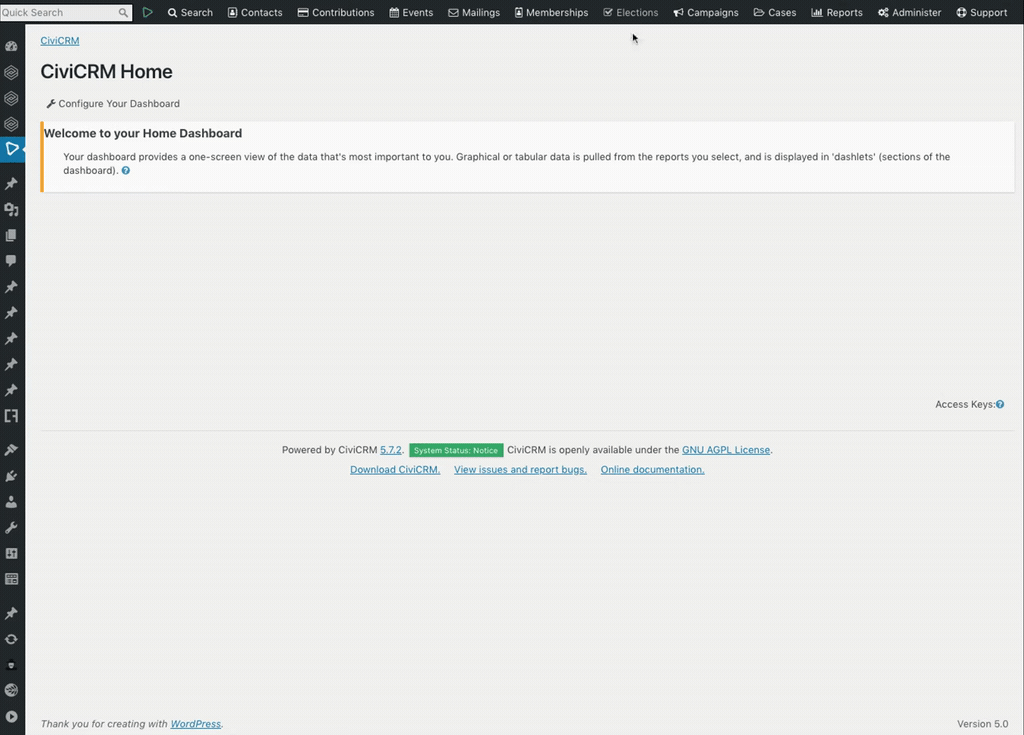 Quick Search Search Contacts Contributions Events Mailings Memberships Elections Campaigns Cases Reports Administer Support
CiviCRM
CiviCRM Home
Configure Your Dashboard
Welcome to your Home Dashboard
Your dashboard provides a one-screen view of the data that's most important to you. Graphical or tabular data is pulled from the reports you select, and is displayed in 'dashlets' (sections of the
dashboard).
Access Keys:
Powered by CiviCRM 5.7.2. System Status: Notice CiviCRM is openly available under the GNU AGPL License.
Download CiviCRM. View issues and report bugs. Online documentation.
Thank you for creating with WordPress. Version 5.0